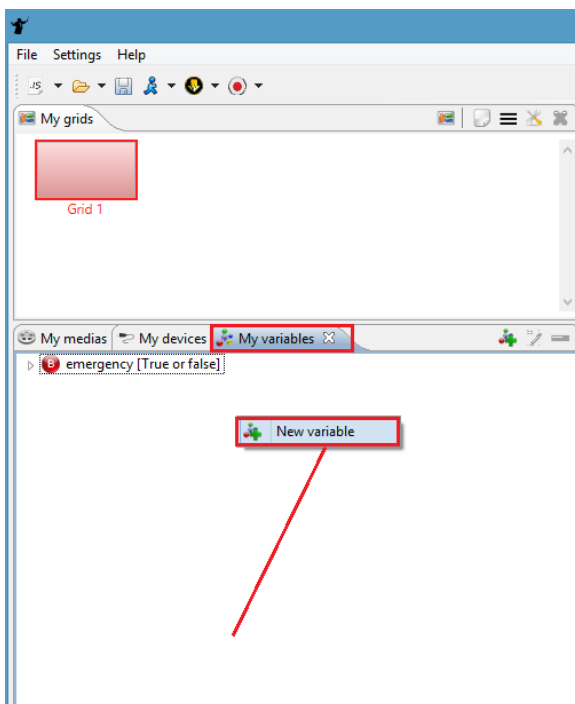 File Settings Help
JS
My grids
Grid 1
My medias My devices My variables
B emergency [True or false]
New variable